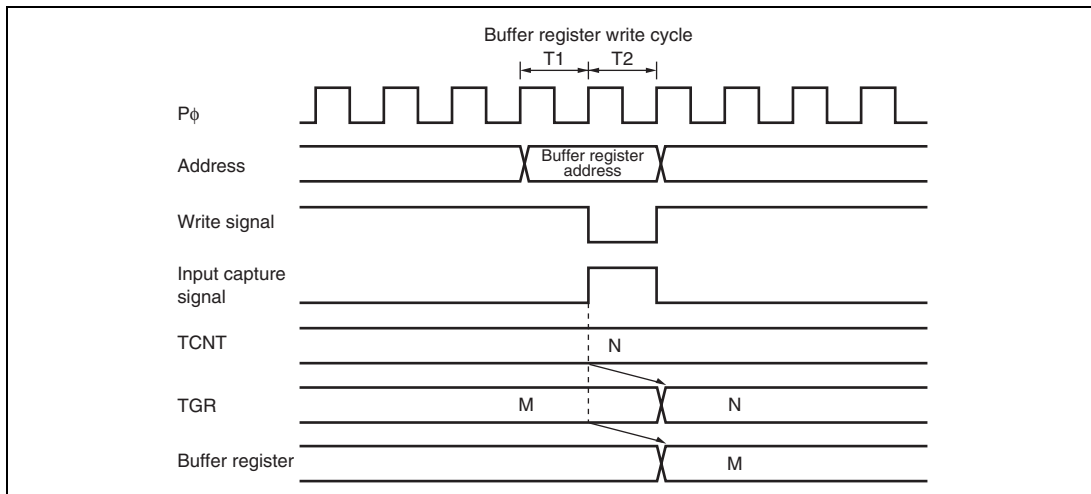 Buffer register write cycle
T1 T2
Pϕ
Address
Buffer register
address
Write signal
Input capture
signal
TCNT
N
TGR
M N
Buffer register
M